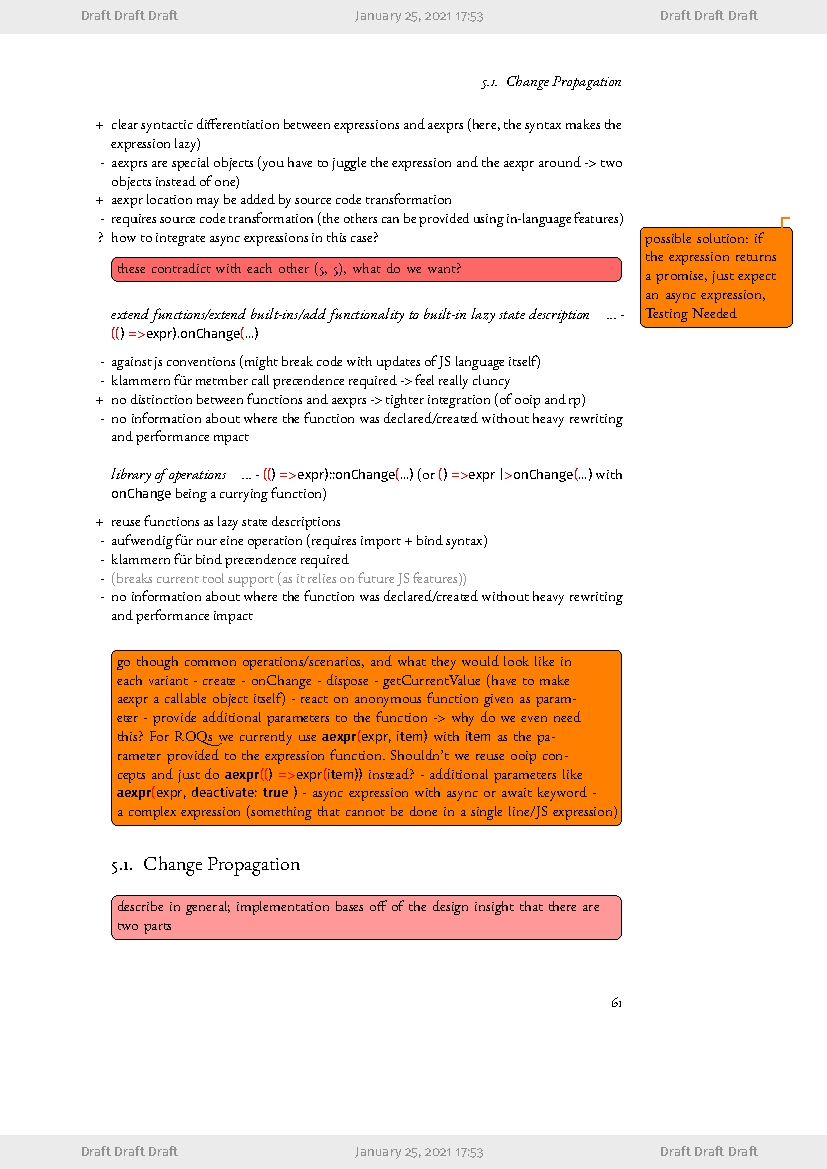 Draft Draft Draft January 25, 2021 17:53 Draft Draft Draft
5.1. Change Propagation
+ clear syntactic differentiation between expressions and aexprs (here, the syntax makes the
expression lazy)
- aexprs are special objects (you have to juggle the expression and the aexpr around -> two
objects instead of one)
+ aexpr location may be added by source code transformation
- requires source code transformation (the others can be provided using in-language features)
? how to integrate async expressions in this case?
possible solution: if
the expression returns
a promise, just expect
an async expression,
Testing Needed
these contradict with each other (5, 5), what do we want?
extend functions/extend built-ins/add functionality to built-in lazy state description ... -
(() =>expr).onChange(...)
- against js conventions (might break code with updates of JS language itself)
- klammern für metmber call precendence required -> feel really cluncy
+ no distinction between functions and aexprs -> tighter integration (of ooip and rp)
- no information about where the function was declared/created without heavy rewriting
and performance mpact
library of operations ... - (() =>expr)::onChange(...) (or () =>expr |>onChange(...) with
onChange being a currying function)
+ reuse functions as lazy state descriptions
- aufwendig für nur eine operation (requires import + bind syntax)
- klammern für bind precendence required
- (breaks current tool support (as it relies on future JS features))
- no information about where the function was declared/created without heavy rewriting
and performance impact
go though common operations/scenarios, and what they would look like in
each variant - create - onChange - dispose - getCurrentValue (have to make
aexpr a callable object itself) - react on anonymous function given as param-
eter - provide additional parameters to the function -> why do we even need
this? For ROQs we currently use aexpr(expr, item) with item as the pa-
rameter provided to the expression function. Shouldn't we reuse ooip con-
cepts and just do aexpr(() =>expr(item)) instead? - additional parameters like
aexpr(expr, deactivate: true ) - async expression with async or await keyword -
a complex expression (something that cannot be done in a single line/JS expression)
5.1. Change Propagation
describe in general; implementation bases off of the design insight that there are
two parts
61
Draft Draft Draft January 25, 2021 17:53 Draft Draft Draft